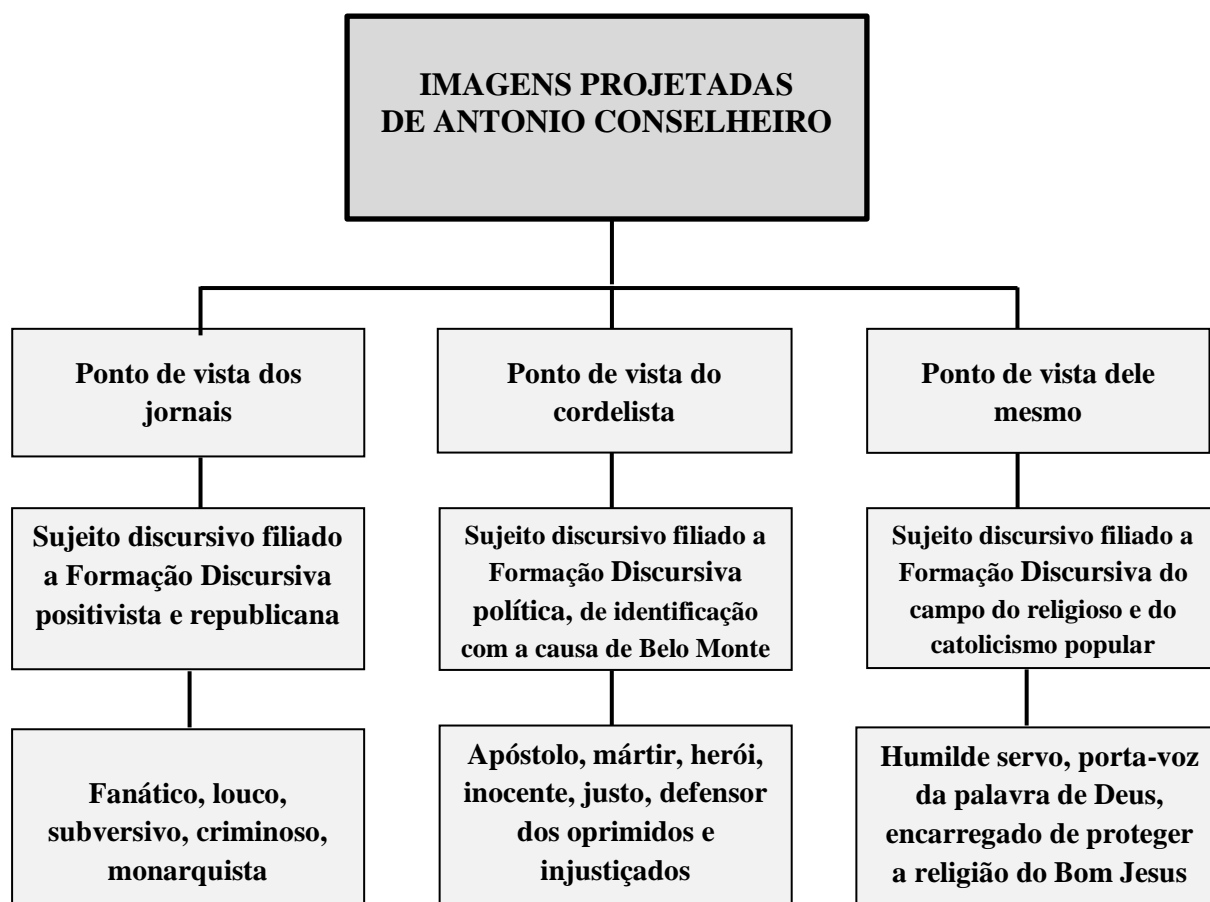 IMAGENS PROJETADAS
DE ANTONIO CONSELHEIRO
Ponto de vista dos
jornais
Ponto de vista do
cordelista
Ponto de vista dele
mesmo
Sujeito discursivo filiado
a Formação Discursiva
positivista e republicana
Sujeito discursivo filiado a
Formação Discursiva
política, de identificação
com a causa de Belo Monte
Sujeito discursivo filiado a
Formação Discursiva do
campo do religioso e do
catolicismo popular
Fanático, louco,
subversivo, criminoso,
monarquista
Apóstolo, mártir, herói,
inocente, justo, defensor
dos oprimidos e
injustiçados
Humilde servo, porta-voz
da palavra de Deus,
encarregado de proteger
a religião do Bom Jesus